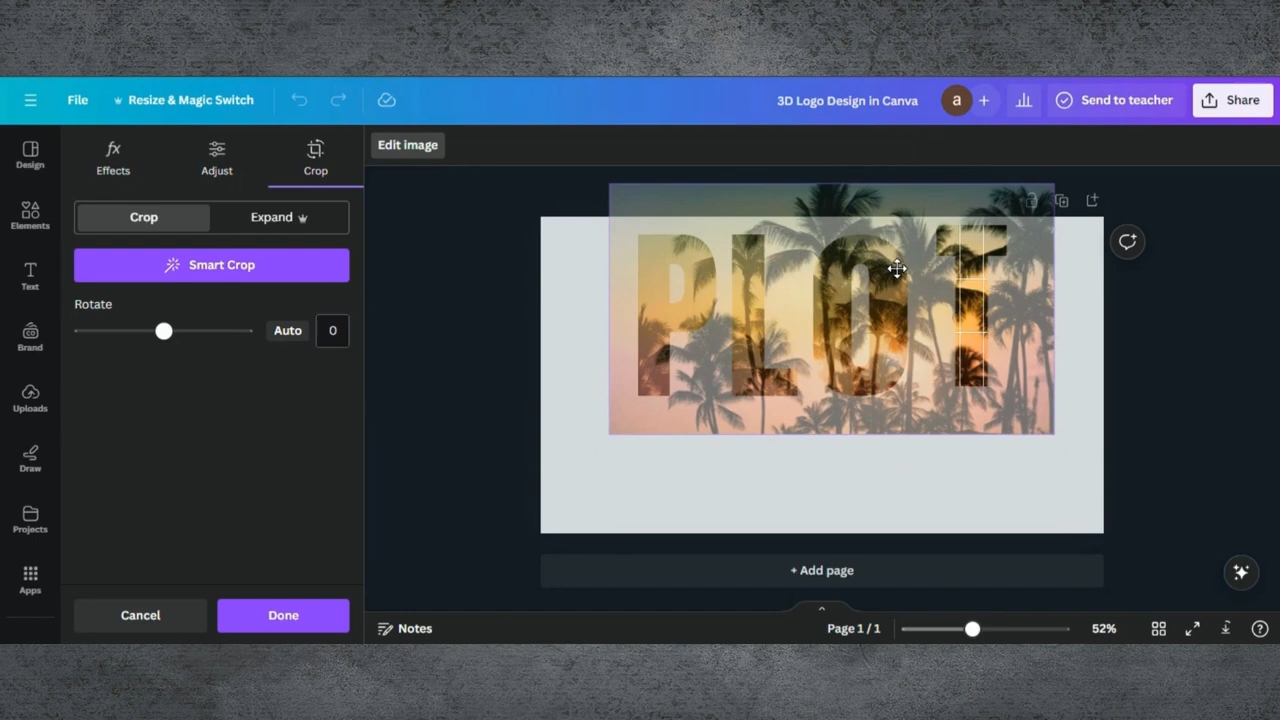 File
Resize & Magic Switch
3D Logo Design in Canva
a
Send to teacher
Share
Design
Elements
Text
Brand
Uploads
Draw
Projects
Apps
fx
Effects
Adjust
Crop
Crop
Expand
Smart Crop
Rotate
Auto
0
Cancel
Done
Edit image
PLOT
+ Add page
Notes
Page 1 / 1
52%